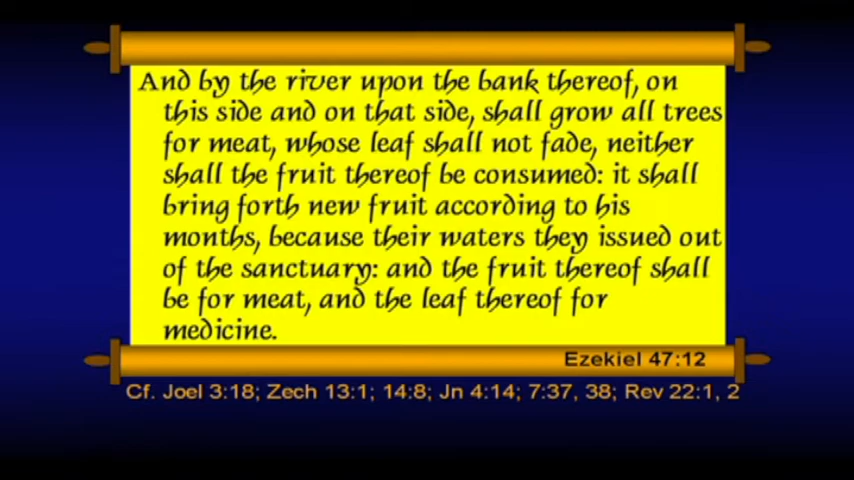 And by the river upon the bank thereof, on
this side and on that side, shall grow all trees
for meat, whose leaf shall not fade, neither
shall the fruit thereof be consumed: it shall
bring forth new fruit according to his
months, because their waters they issued out
of the sanctuary: and the fruit thereof shall
be for meat, and the leaf thereof for
medicine.
Ezekiel 47:12
Cf. Joel 3:18; Zech 13:1; 14:8; Jn 4:14; 7:37, 38; Rev 22:1, 2